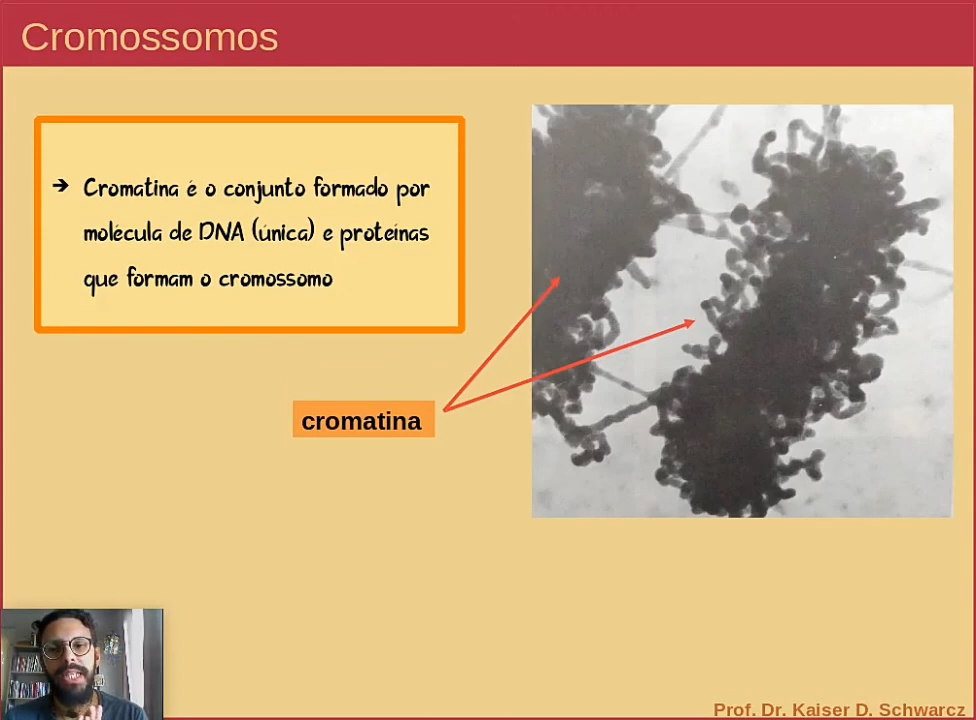 Cromossomos
➔ Cromatina é o conjunto formado por
molécula de DNA (única) e proteínas
que formam o cromossomo
cromatina
Prof. Dr. Kaiser D. Schwarcz